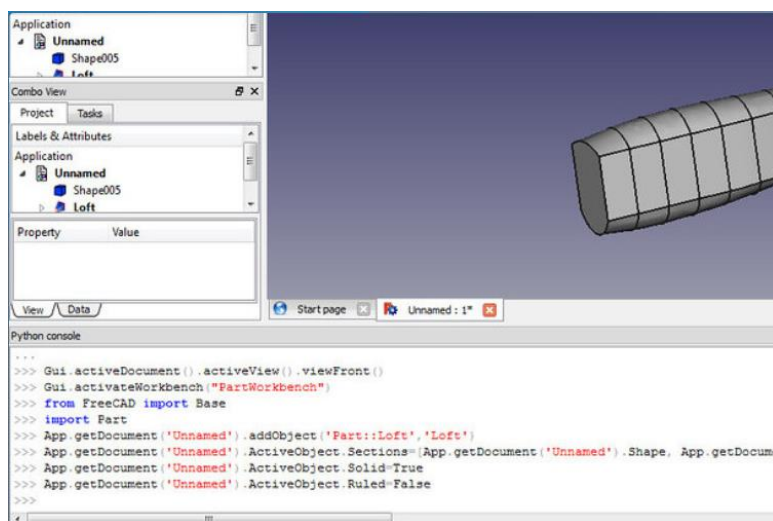 Application
Unnamed
Shape005
Loft
Combo View
Project Tasks
Labels & Attributes
Application
Unnamed
Shape005
Loft
Property Value
View Data
Start page Unnamed : 1*
Python console
...
>>> Gui.activeDocument().activeView().viewFront()
>>> Gui.activateWorkbench("PartWorkbench")
>>> from FreeCAD import Base
>>> import Part
>>> App.getDocument('Unnamed').addObject('Part::Loft','Loft')
>>> App.getDocument('Unnamed').ActiveObject.Sections=[App.getDocument('Unnamed').Shape, App.getDocum
>>> App.getDocument('Unnamed').ActiveObject.Solid=True
>>> App.getDocument('Unnamed').ActiveObject.Ruled=False
>>>